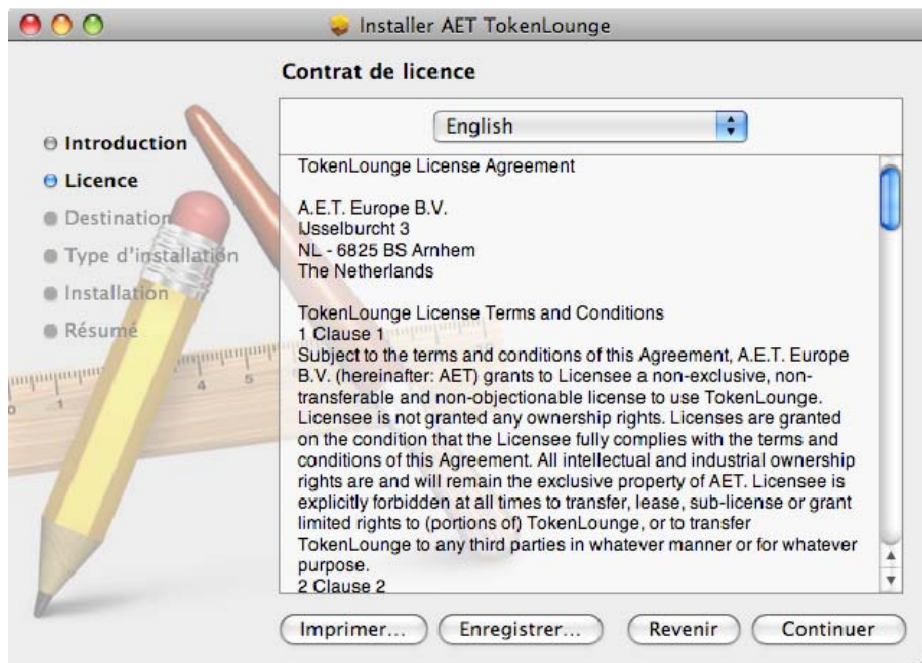 Installer AET TokenLounge
Contrat de licence
Introduction
Licence
Destination
Type d'installation
Installation
Résumé
English
TokenLounge License Agreement
A.E.T. Europe B.V.
IJsselburcht 3
NL - 6825 BS Arnhem
The Netherlands
TokenLounge License Terms and Conditions
1 Clause 1
Subject to the terms and conditions of this Agreement, A.E.T. Europe
B.V. (hereinafter: AET) grants to Licensee a non-exclusive, non-
transferable and non-objectionable license to use TokenLounge.
Licensee is not granted any ownership rights. Licenses are granted
on the condition that the Licensee fully complies with the terms and
conditions of this Agreement. All intellectual and industrial ownership
rights are and will remain the exclusive property of AET. Licensee is
explicitly forbidden at all times to transfer, lease, sub-license or grant
limited rights to (portions of) TokenLounge, or to transfer
TokenLounge to any third parties in whatever manner or for whatever
purpose.
2 Clause 2
0 1 4 5
Imprimer... Enregistrer... Revenir Continuer